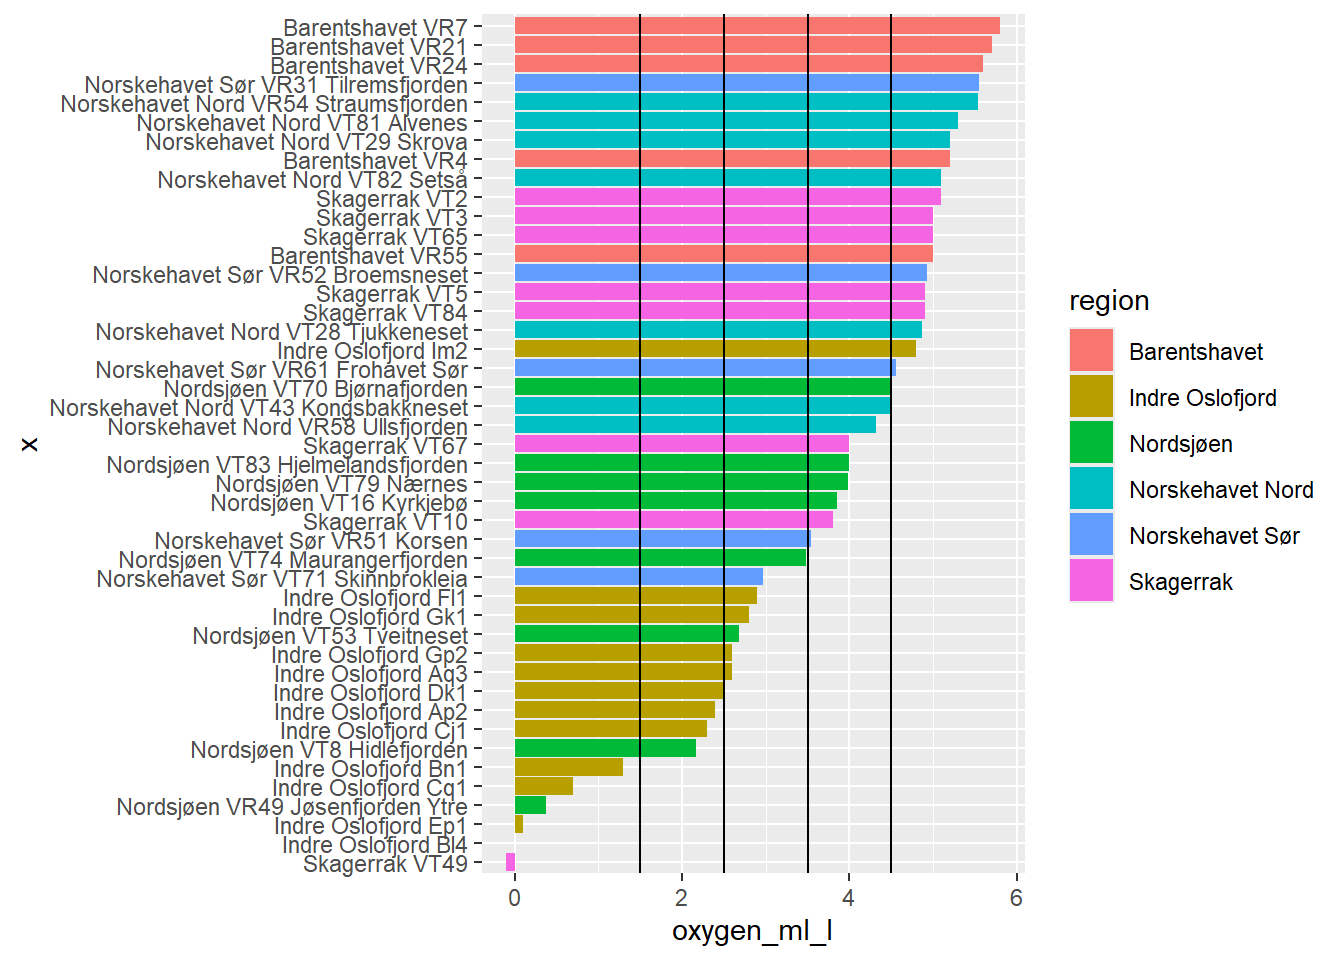 Barentshavet VR7
Barentshavet VR21
Barentshavet VR24
Norskehavet Sør VR31 Tilremsfjorden
Norskehavet Nord VR54 Straumsfjorden
Norskehavet Nord VT81 Alvenes
Norskehavet Nord VT29 Skrova
Barentshavet VR4
Norskehavet Nord VT82 Setså
Skagerrak VT2
Skagerrak VT3
Skagerrak VT65
Barentshavet VR55
Norskehavet Sør VR52 Broemsneset
Skagerrak VT5
Skagerrak VT84
Norskehavet Nord VT28 Tjukkeneset
Indre Oslofjord Im2
Norskehavet Sør VR61 Frohavet Sør
Nordsjøen VT70 Bjørnafjorden
Norskehavet Nord VT43 Kongsbakkneset
Norskehavet Nord VR58 Ullsfjorden
Skagerrak VT67
Nordsjøen VT83 Hjelmelandsfjorden
Nordsjøen VT79 Nærnes
Nordsjøen VT16 Kyrkjebø
Skagerrak VT10
Norskehavet Sør VR51 Korsen
Nordsjøen VT74 Maurangerfjorden
Norskehavet Sør VT71 Skinnbrokleia
Indre Oslofjord Fl1
Indre Oslofjord Gk1
Nordsjøen VT53 Tveitneset
Indre Oslofjord Gp2
Indre Oslofjord Aq3
Indre Oslofjord Dk1
Indre Oslofjord Ap2
Indre Oslofjord Cj1
Nordsjøen VT8 Hidlefjorden
Indre Oslofjord Bn1
Indre Oslofjord Cq1
Nordsjøen VR49 Jøsenfjorden Ytre
Indre Oslofjord Ep1
Indre Oslofjord Bl4
Skagerrak VT49
x
0 2 4 6
oxygen_ml_l
region
Barentshavet
Indre Oslofjord
Nordsjøen
Norskehavet Nord
Norskehavet Sør
Skagerrak